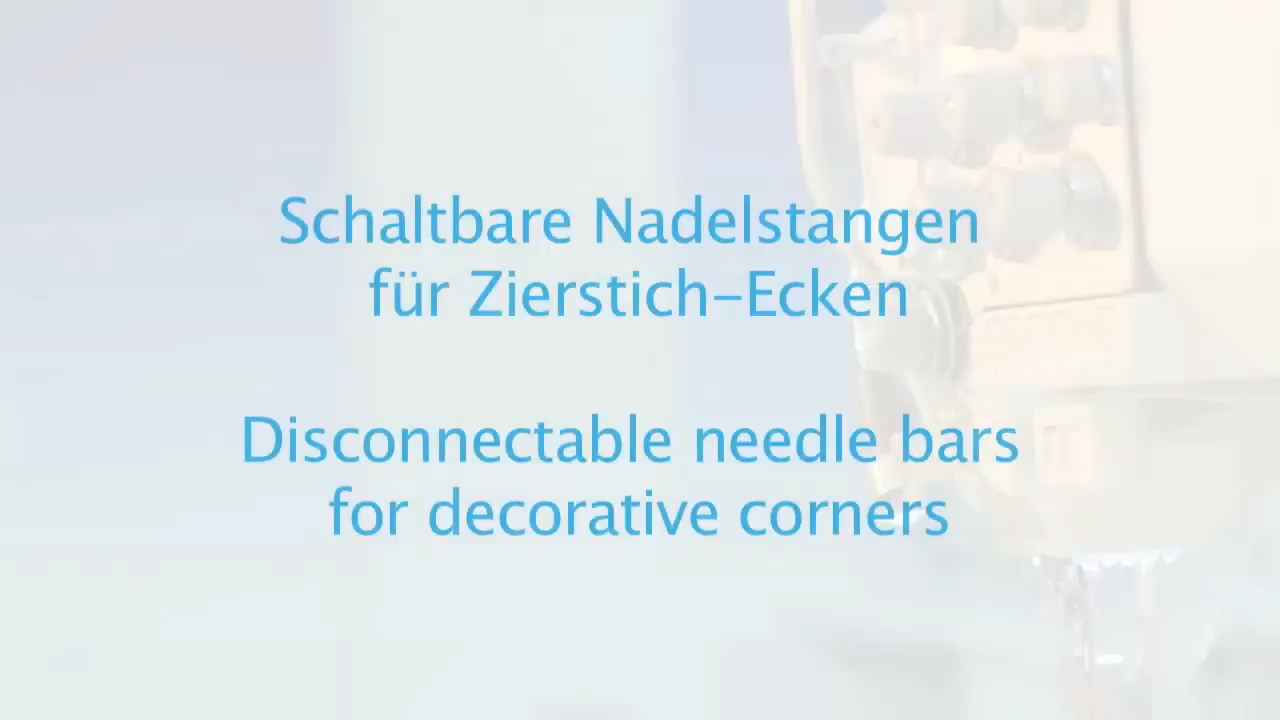 Schaltbare Nadelstangen
für Zierstich-Ecken
Disconnectable needle bars
for decorative corners